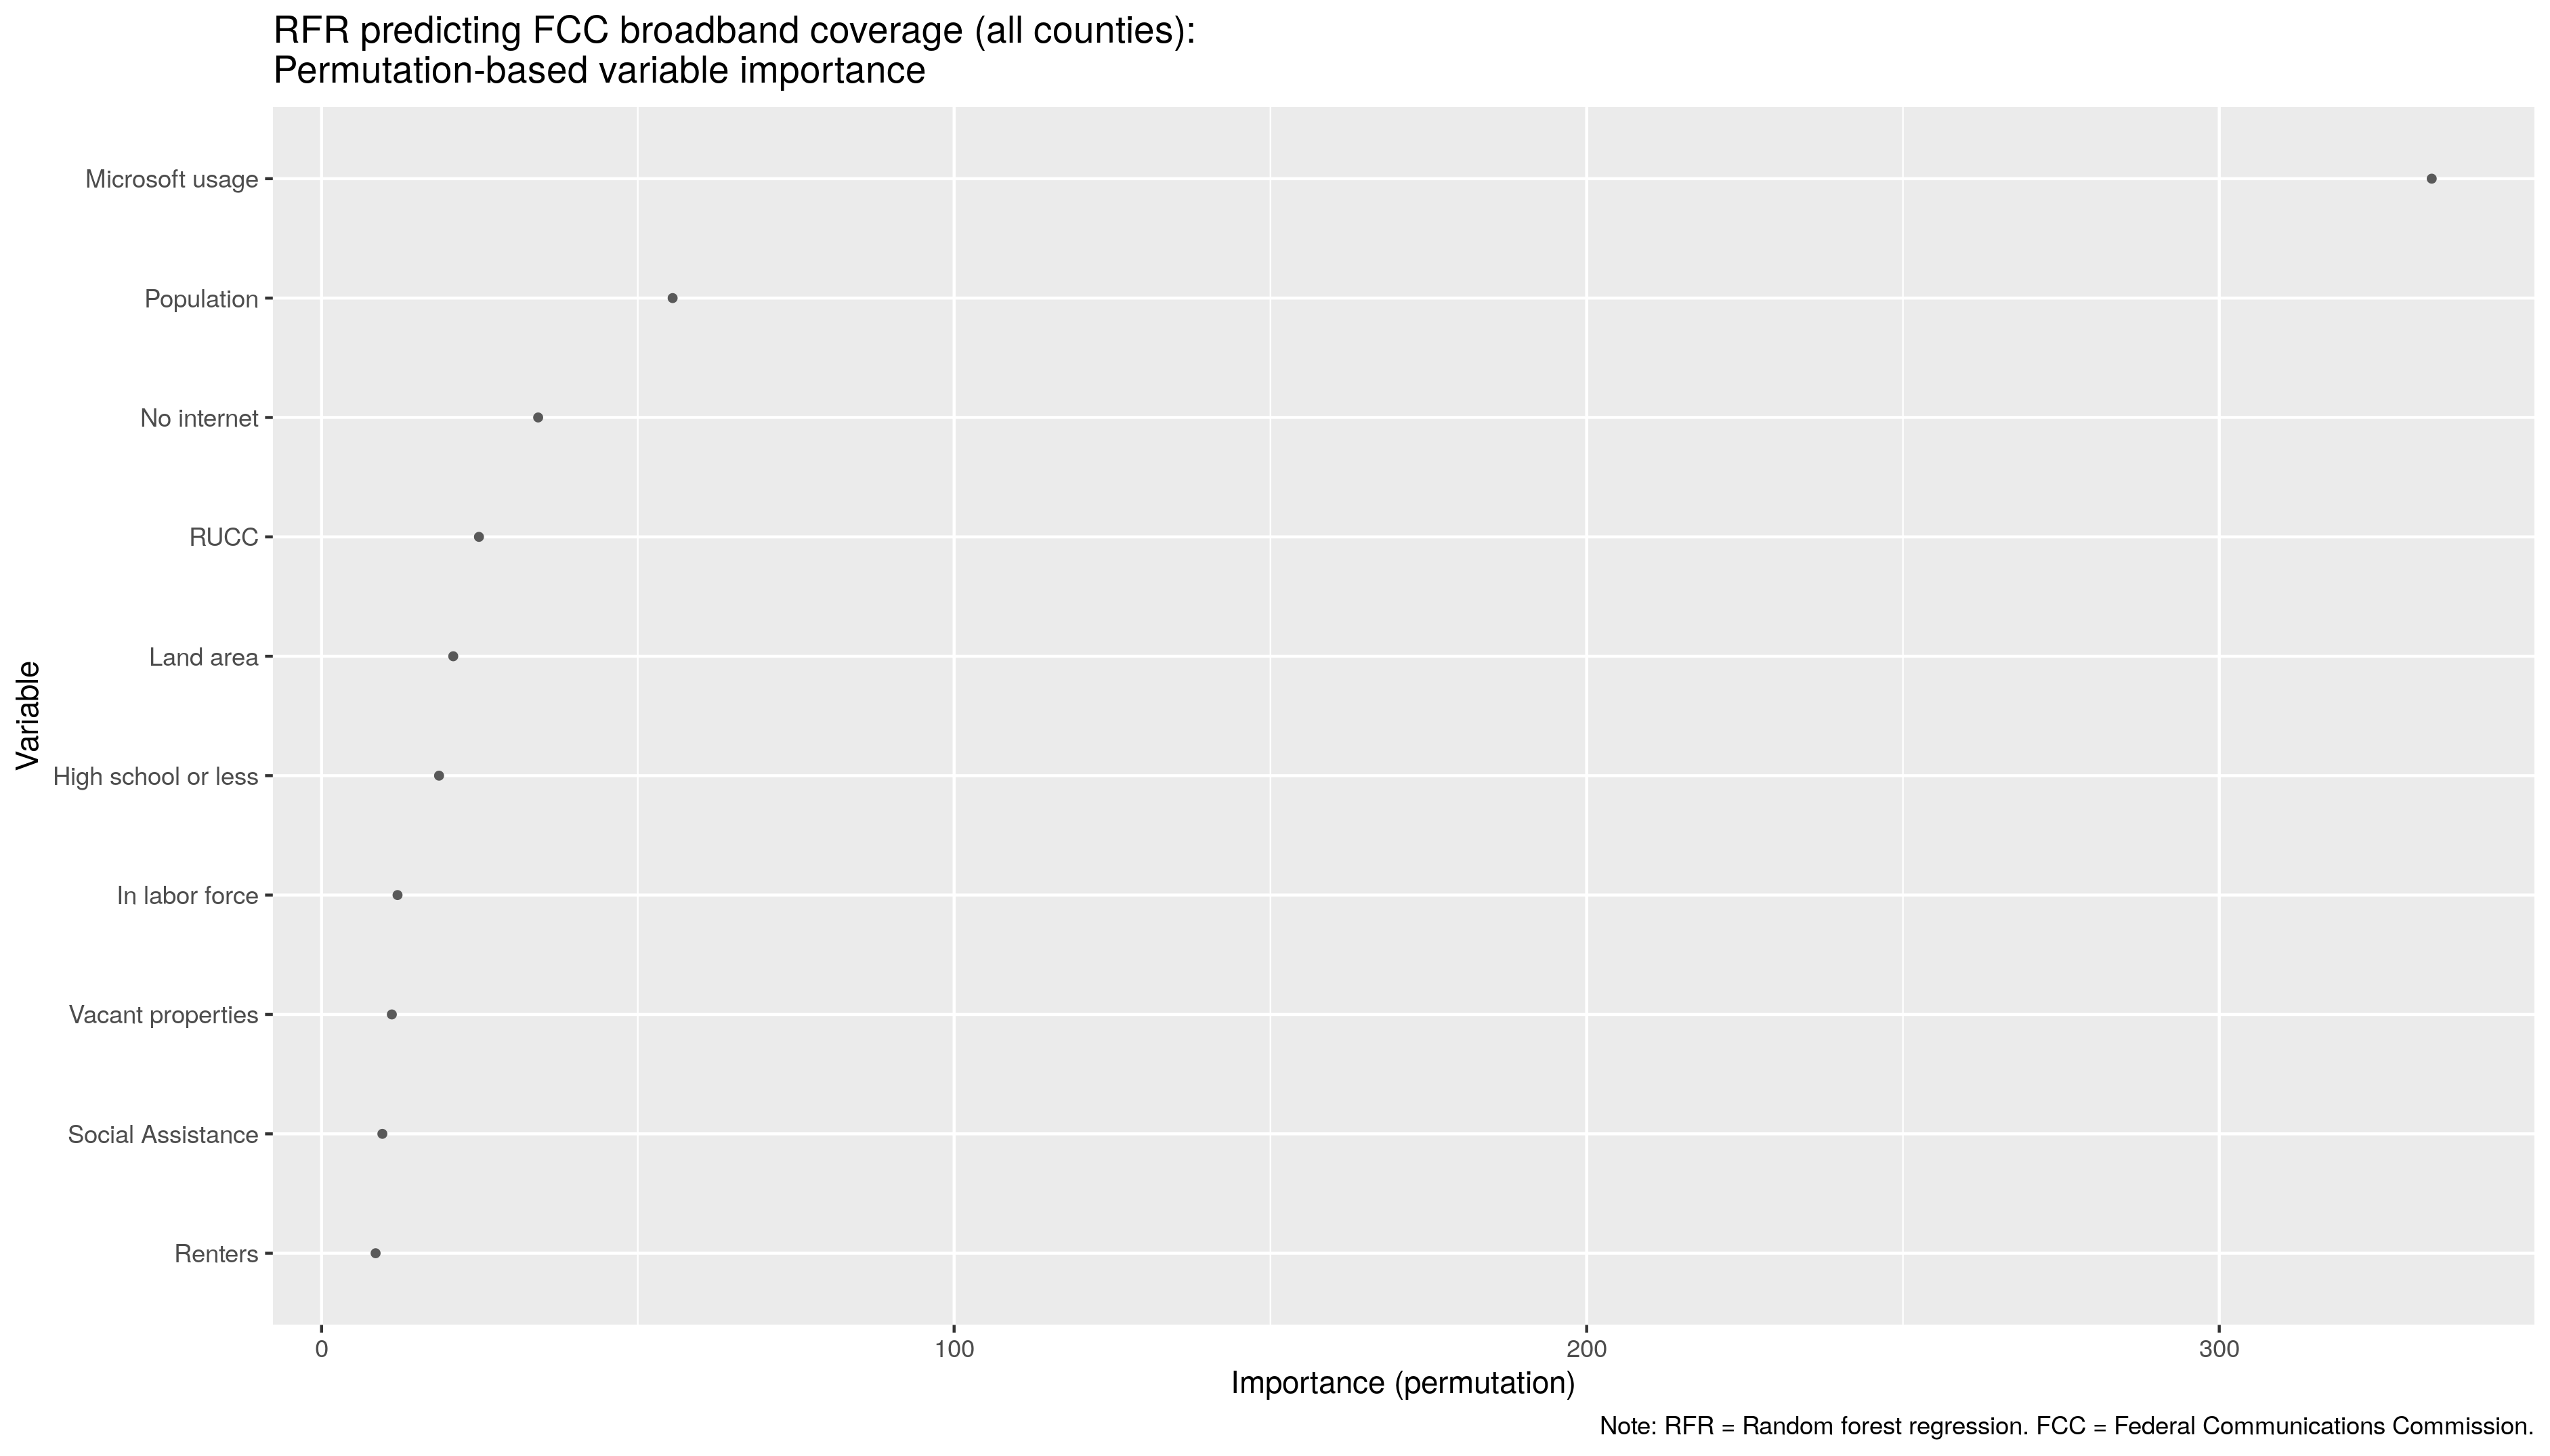 RFR predicting FCC broadband coverage (all counties):
Permutation-based variable importance
Variable
Microsoft usage
Population
No internet
RUCC
Land area
High school or less
In labor force
Vacant properties
Social Assistance
Renters
0 100 200 300
Importance (permutation)
Note: RFR = Random forest regression. FCC = Federal Communications Commission.